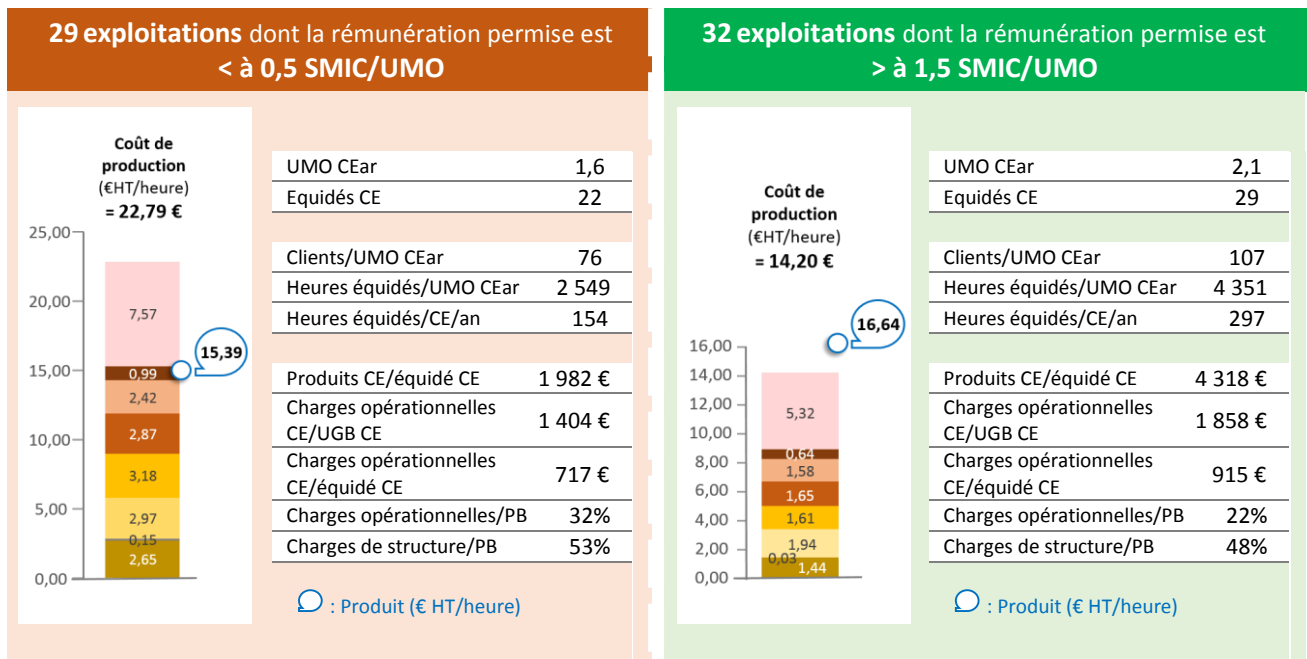 29 exploitations dont la rémunération permise est
< à 0,5 SMIC/UMO
Coût de
production
(€HT/heure)
= 22,79 €
25,00
20,00
15,00
10,00
5,00
0,00
7,57
0,99
2,42
2,87
3,18
2,97
0,15
2,65
15,39
UMO CEar 1,6
Equidés CE 22
Clients/UMO CEar 76
Heures équidés/UMO CEar 2 549
Heures équidés/CE/an 154
Produits CE/équidé CE 1 982 €
Charges opérationnelles
CE/UGB CE 1 404 €
Charges opérationnelles
CE/équidé CE 717 €
Charges opérationnelles/PB 32%
Charges de structure/PB 53%
: Produit (€ HT/heure)
32 exploitations dont la rémunération permise est
> à 1,5 SMIC/UMO
Coût de
production
(€HT/heure)
= 14,20 €
16,00
14,00
12,00
10,00
8,00
6,00
4,00
2,00
0,00
5,32
0,64
1,58
1,65
1,61
1,94
0,03
1,44
16,64
UMO CEar 2,1
Equidés CE 29
Clients/UMO CEar 107
Heures équidés/UMO CEar 4 351
Heures équidés/CE/an 297
Produits CE/équidé CE 4 318 €
Charges opérationnelles
CE/UGB CE 1 858 €
Charges opérationnelles
CE/équidé CE 915 €
Charges opérationnelles/PB 22%
Charges de structure/PB 48%
: Produit (€ HT/heure)